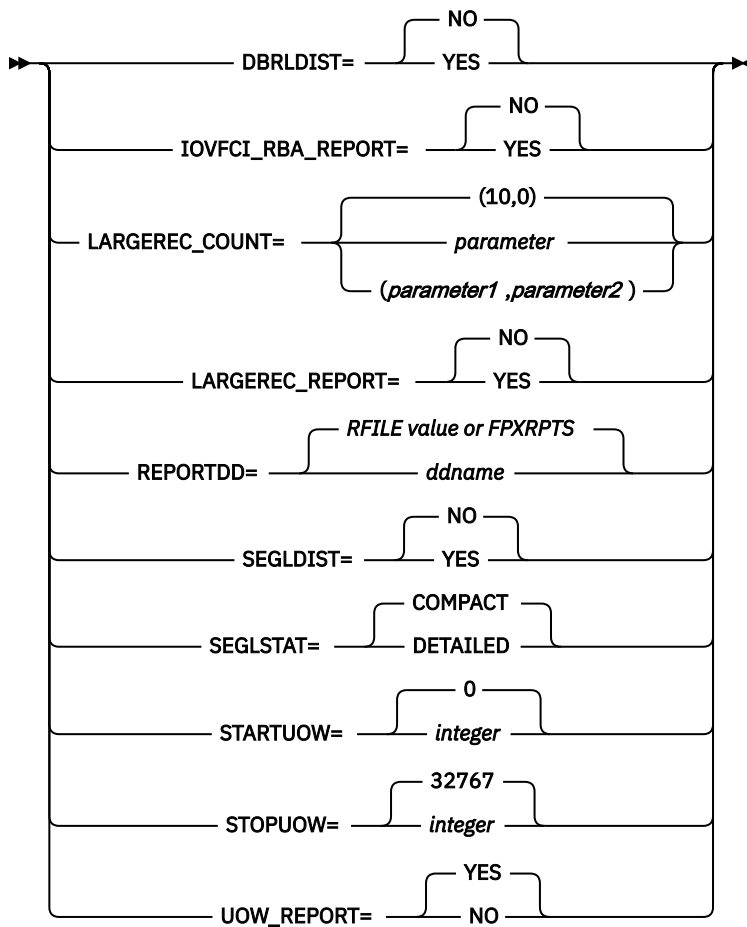 NO
DBRLDIST= YES
NO
IOVFCI_RBA_REPORT= YES
(10,0)
LARGEREC_COUNT= parameter
(parameter1 ,parameter2 )
NO
LARGEREC_REPORT= YES
RFILE value or FPXRPTS
REPORTDD= ddname
NO
SEGLDIST= YES
COMPACT
SEGLSTAT= DETAILED
0
STARTUOW= integer
32767
STOPUOW= integer
YES
UOW_REPORT= NO